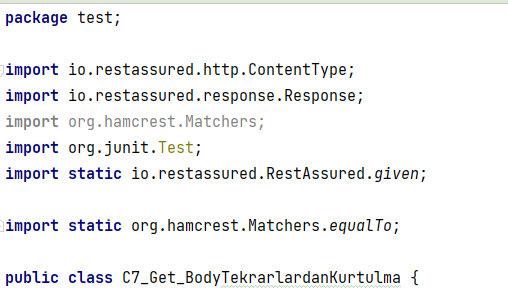 package test;
import io.restassured.http.ContentType;
import io.restassured.response.Response;
import org.hamcrest.Matchers;
import org.junit.Test;
import static io.restassured.RestAssured.given;
import static org.hamcrest.Matchers.equalTo;
public class C7_Get_BodyTekrarlardanKurtulma {